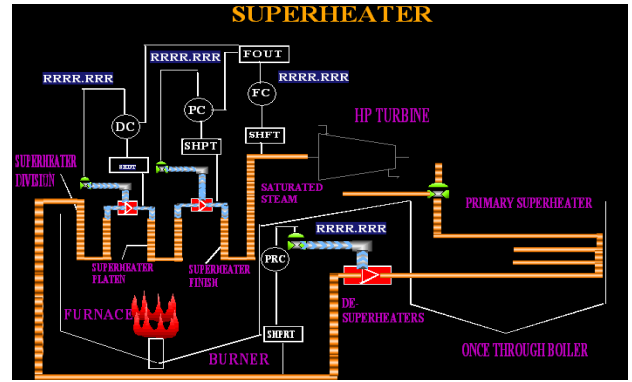 SUPERHEATER
RRRR.RRR
FOUT
RRRR.RRR
RRRR.RRR
FC
PC
DC
HP TURBINE
SHPT
SHFT
SUPERHEATER
DIVISION
SATURATED
STEAM
PRIMARY SUPERHEATER
RRRR.RRR
SUPERHEATER
PLATEN
SUPERHEATER
FINISM
PRC
FURNACE
DE-
SUPERHEATERS
SHPRT
BURNER
ONCE THROUGH BOILER